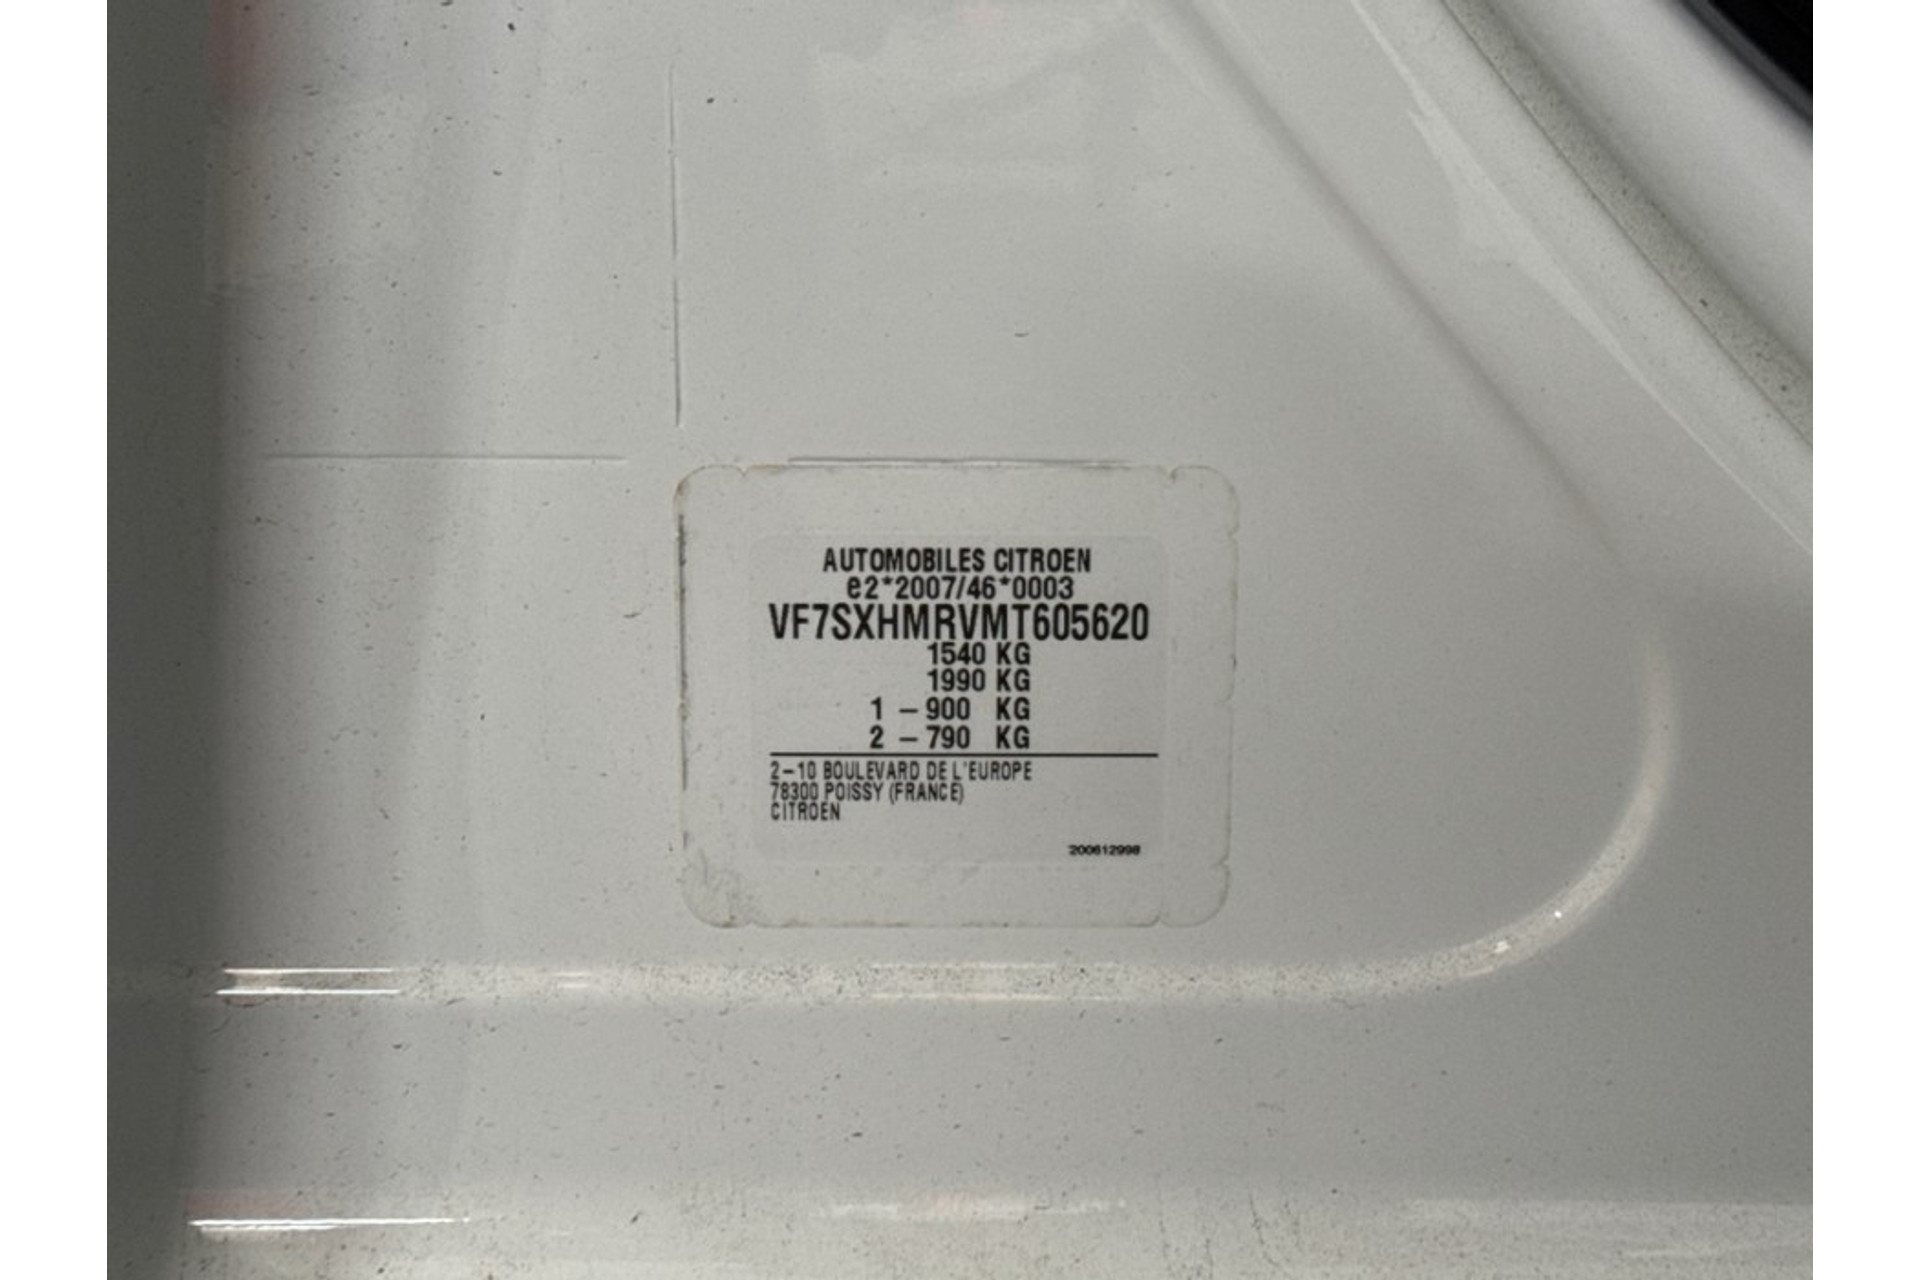 AUTOMOBILES CITROEN
e2*2007/46*0003
VF7SXHMRVMT605620
1540 KG
1990 KG
1 -900 KG
2 -790 KG
2-10 BOULEVARD DE L'EUROPE
78300 POISSY (FRANCE)
CITROEN
200612998